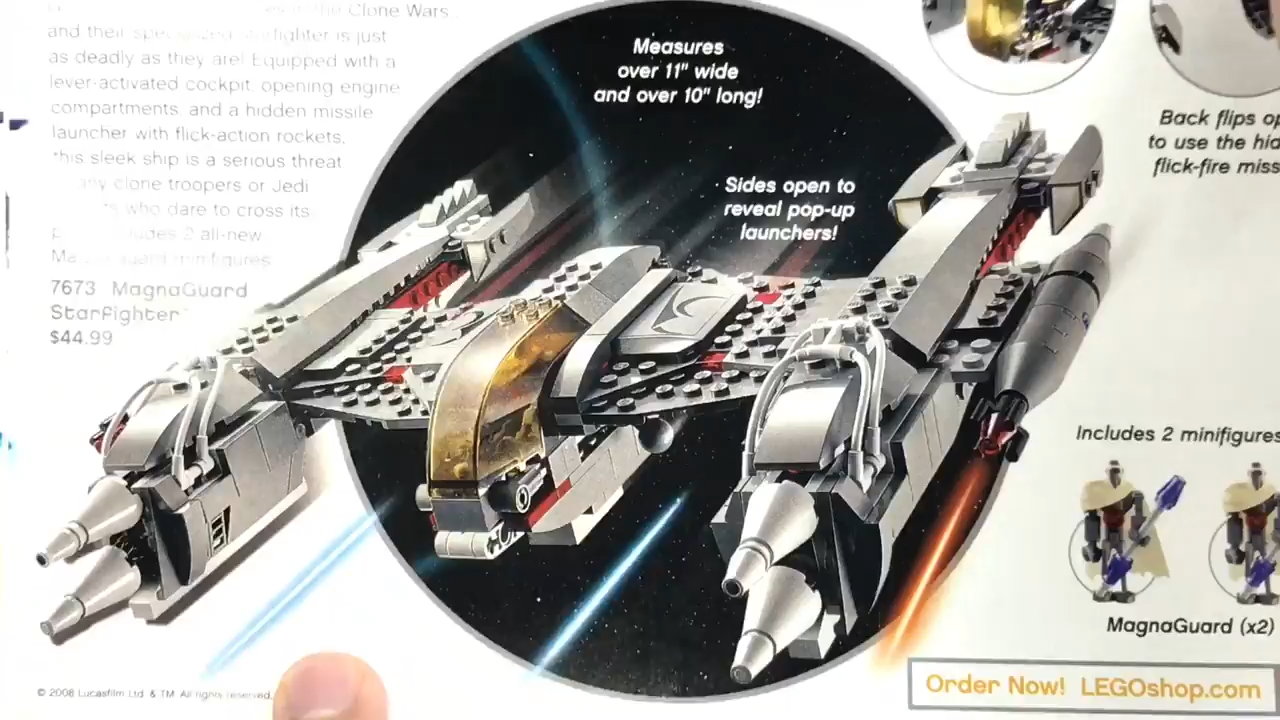 the Clone Wars
and their specialized starfighter is just
as deadly as they are! Equipped with a
lever-activated cockpit, opening engine
compartments, and a hidden missile
launcher with flick-action rockets,
this sleek ship is a serious threat
any clone troopers or Jedi
who dare to cross its
2 all-new
MagnaGuard minifigures.
7673 MagnaGuard
Starfighter
$44.99
© 2008 Lucasfilm Ltd. & TM. All rights reserved.
Measures
over 11" wide
and over 10" long!
Sides open to
reveal pop-up
launchers!
Back flips
to use the
flick-fire
Includes 2 minifigures
MagnaGuard (x2)
Order Now! LEGOshop.com